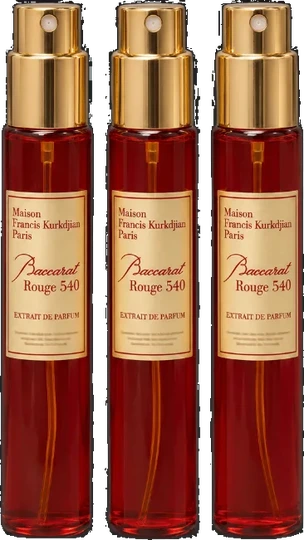 Maison
Francis Kurkdjian
Paris
Baccarat
Rouge 540
EXTRAIT DE PARFUM
Maison
Francis Kurkdjian
Paris
Baccarat
Rouge 540
EXTRAIT DE PARFUM
Maison
Francis Kurkdjian
Paris
Baccarat
Rouge 540
EXTRAIT DE PARFUM